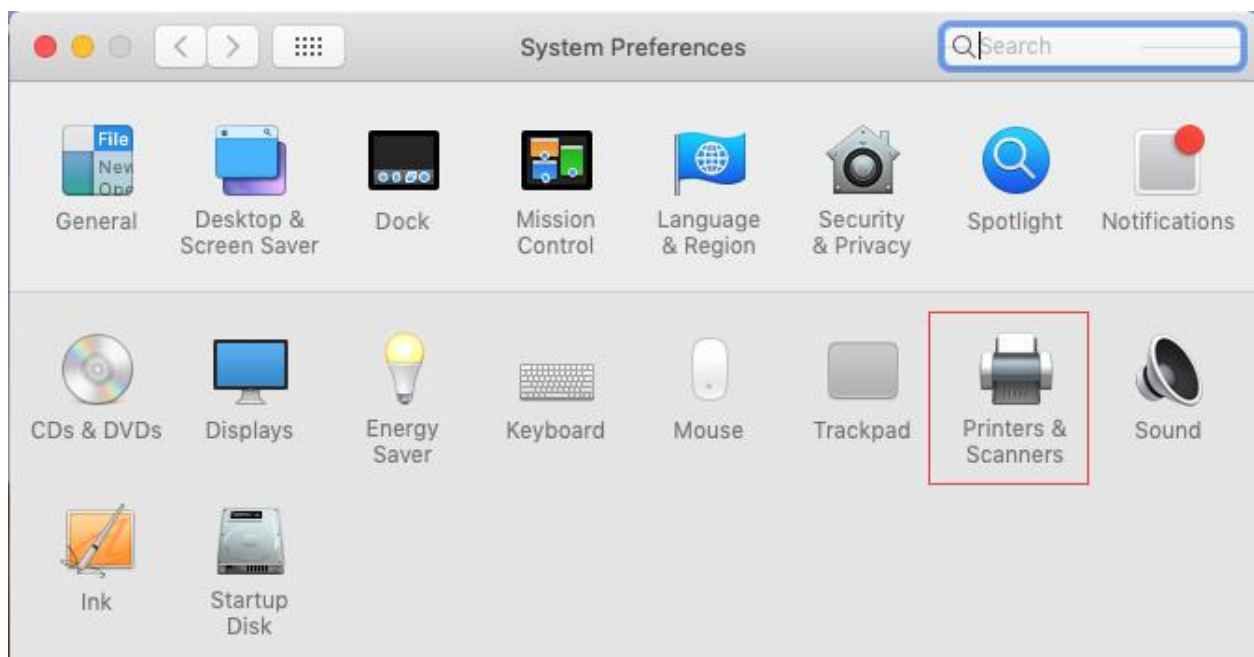 System Preferences
Search
File
New
Ope
General
Desktop &
Screen Saver
Dock
Mission
Control
Language
& Region
Security
& Privacy
Spotlight
Notifications
CDs & DVDs
Displays
Energy
Saver
Keyboard
Mouse
Trackpad
Printers &
Scanners
Sound
Ink
Startup
Disk